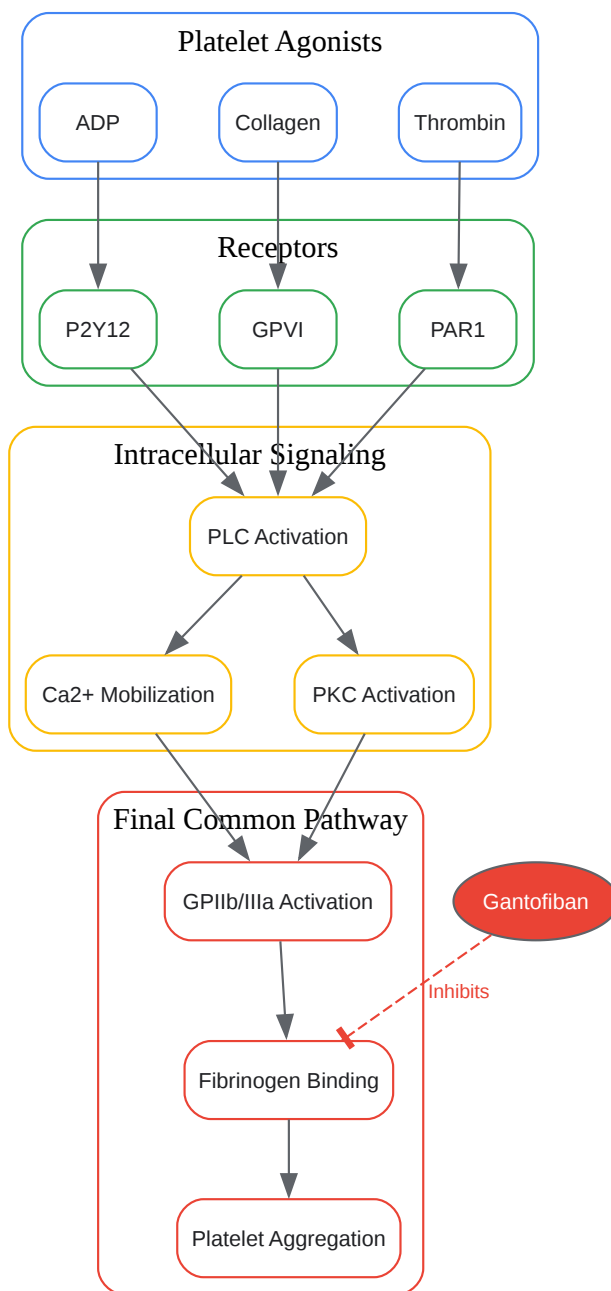 Platelet Agonists
ADP
Collagen
Thrombin
Receptors
P2Y12
GPVI
PAR1
Intracellular Signaling
PLC Activation
Ca2+ Mobilization
PKC Activation
Final Common Pathway
GPIIb/IIIa Activation
Gantofiban
Inhibits
Fibrinogen Binding
Platelet Aggregation